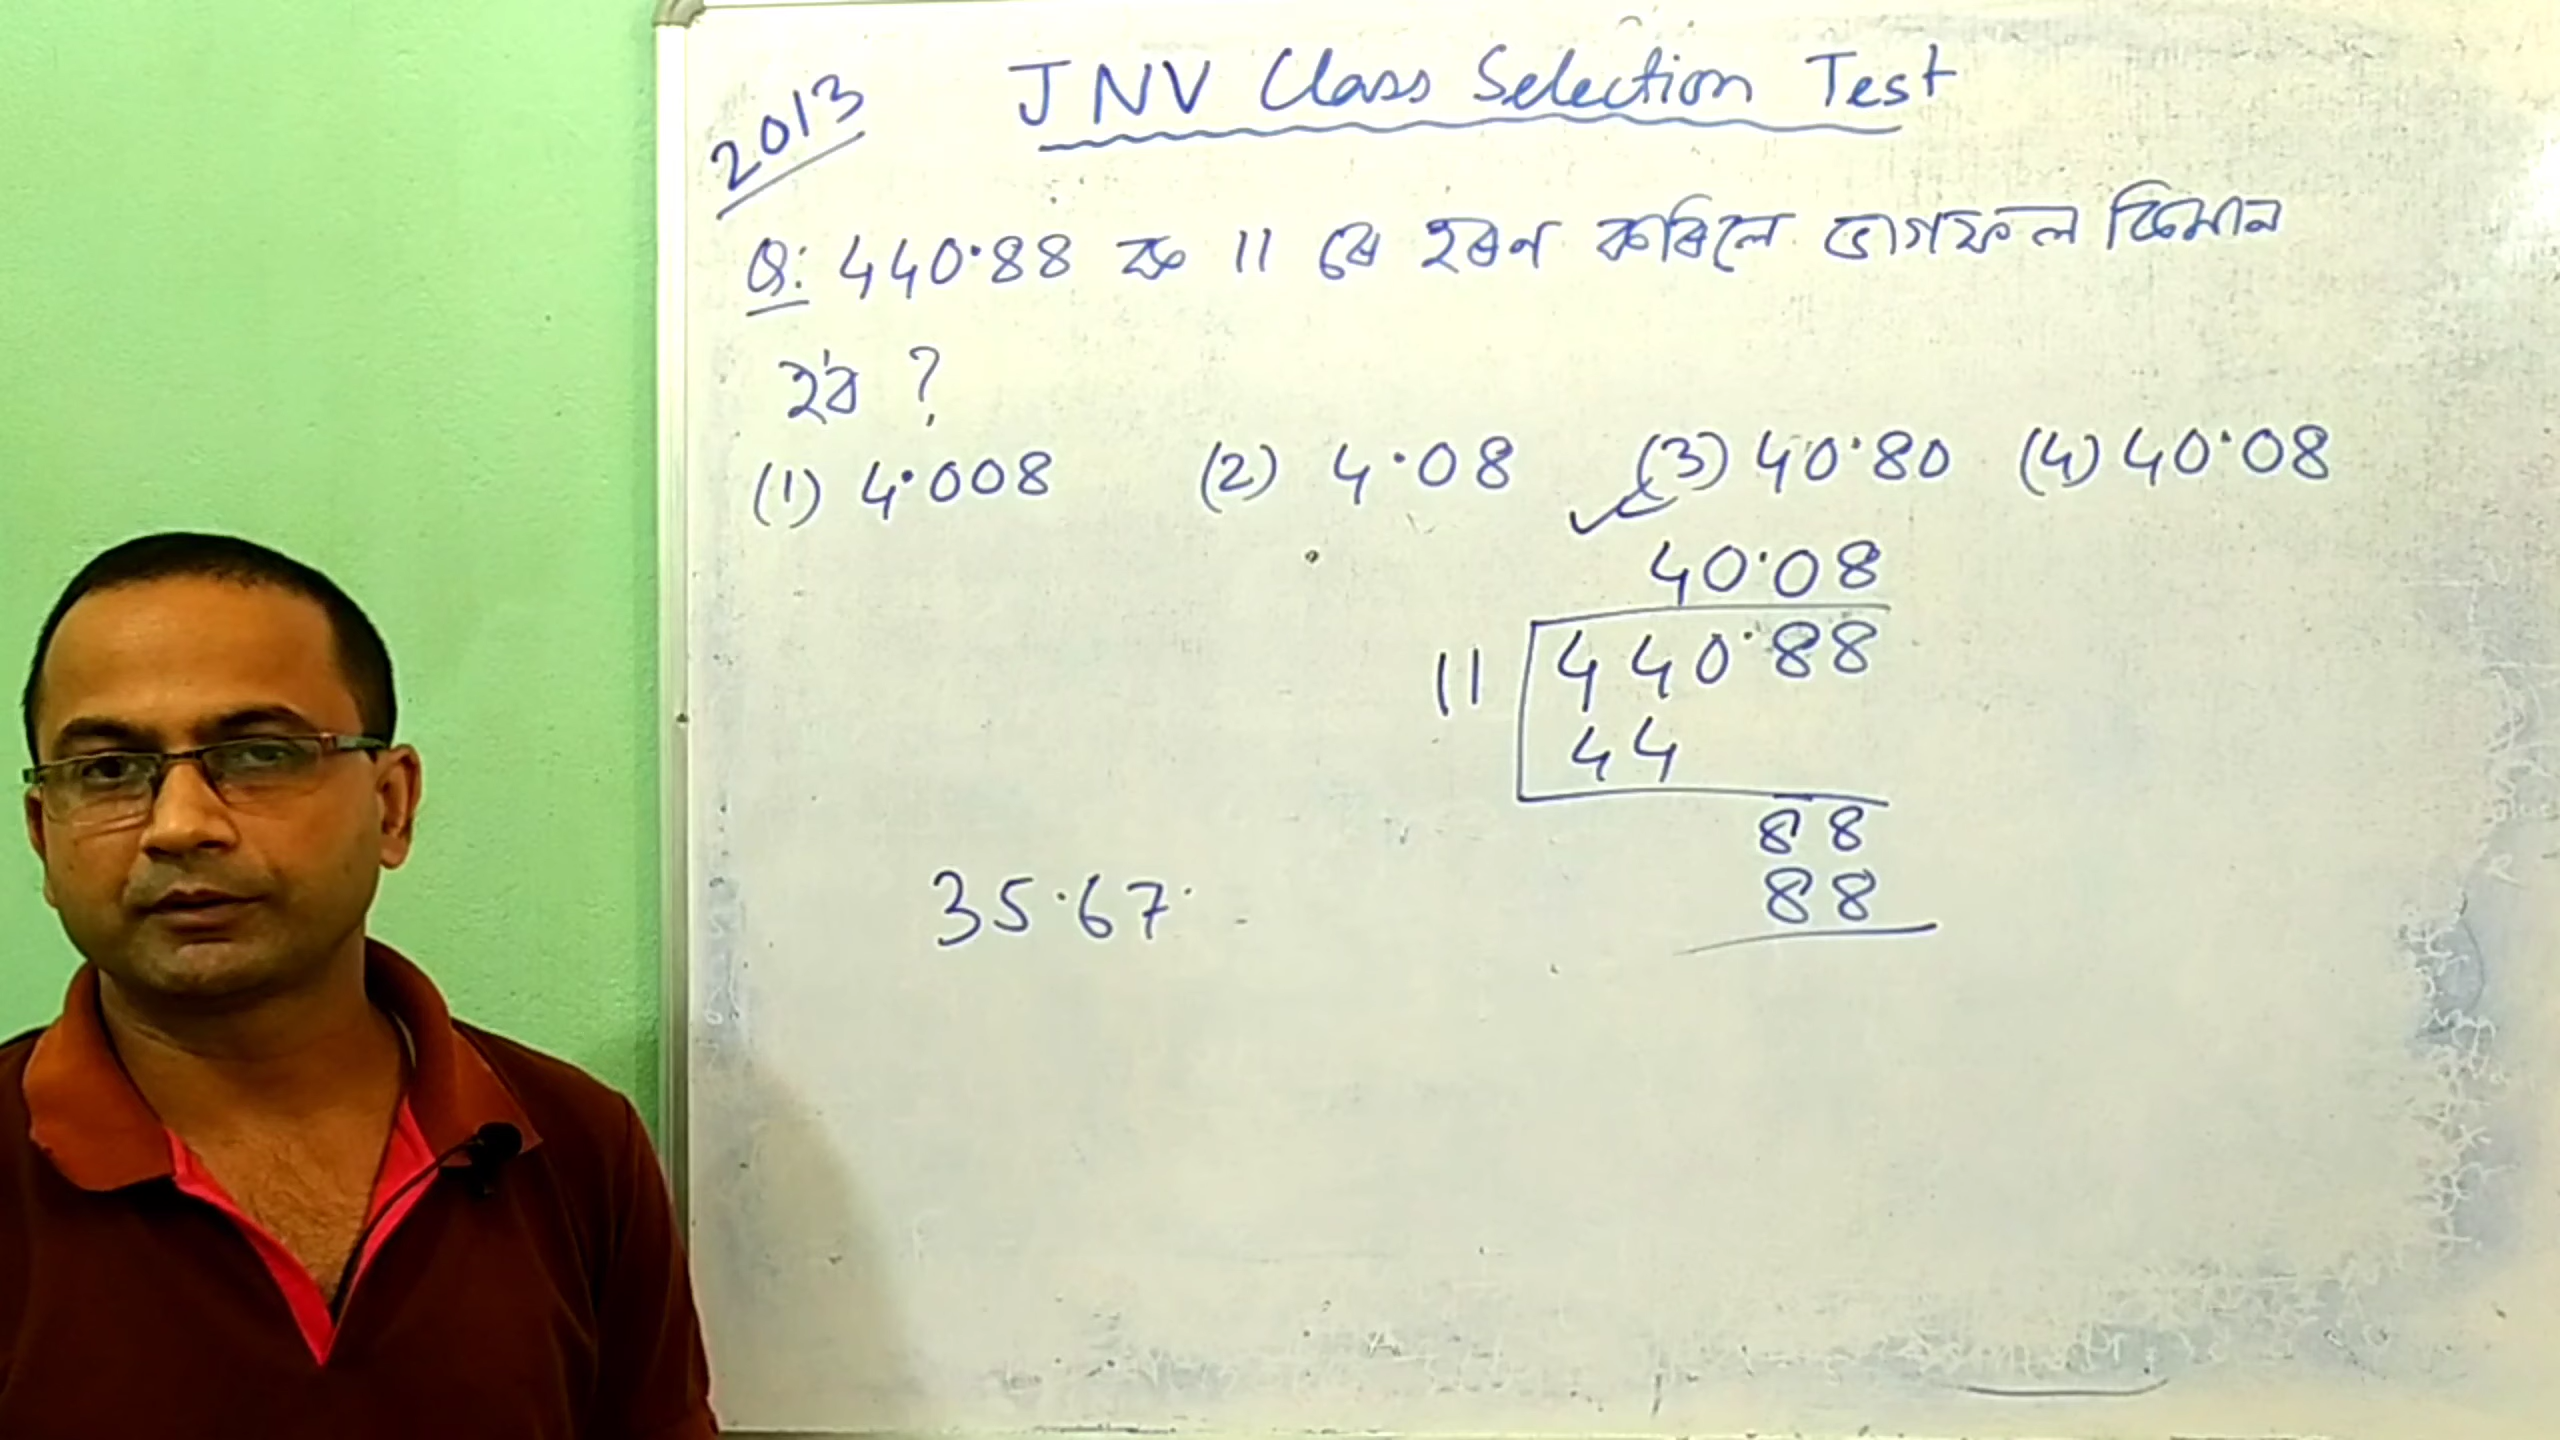 2013
JNV Class Selection Test
Q: 440·88 ক 11 ৰে হৰণ কৰিলে ভাগফল কিমান
হ'ব ?
(1) 4·008 (2) 4·08 (3) 40·80 (4) 40·08
40·08
11 440·88
44
88
35·67·
88